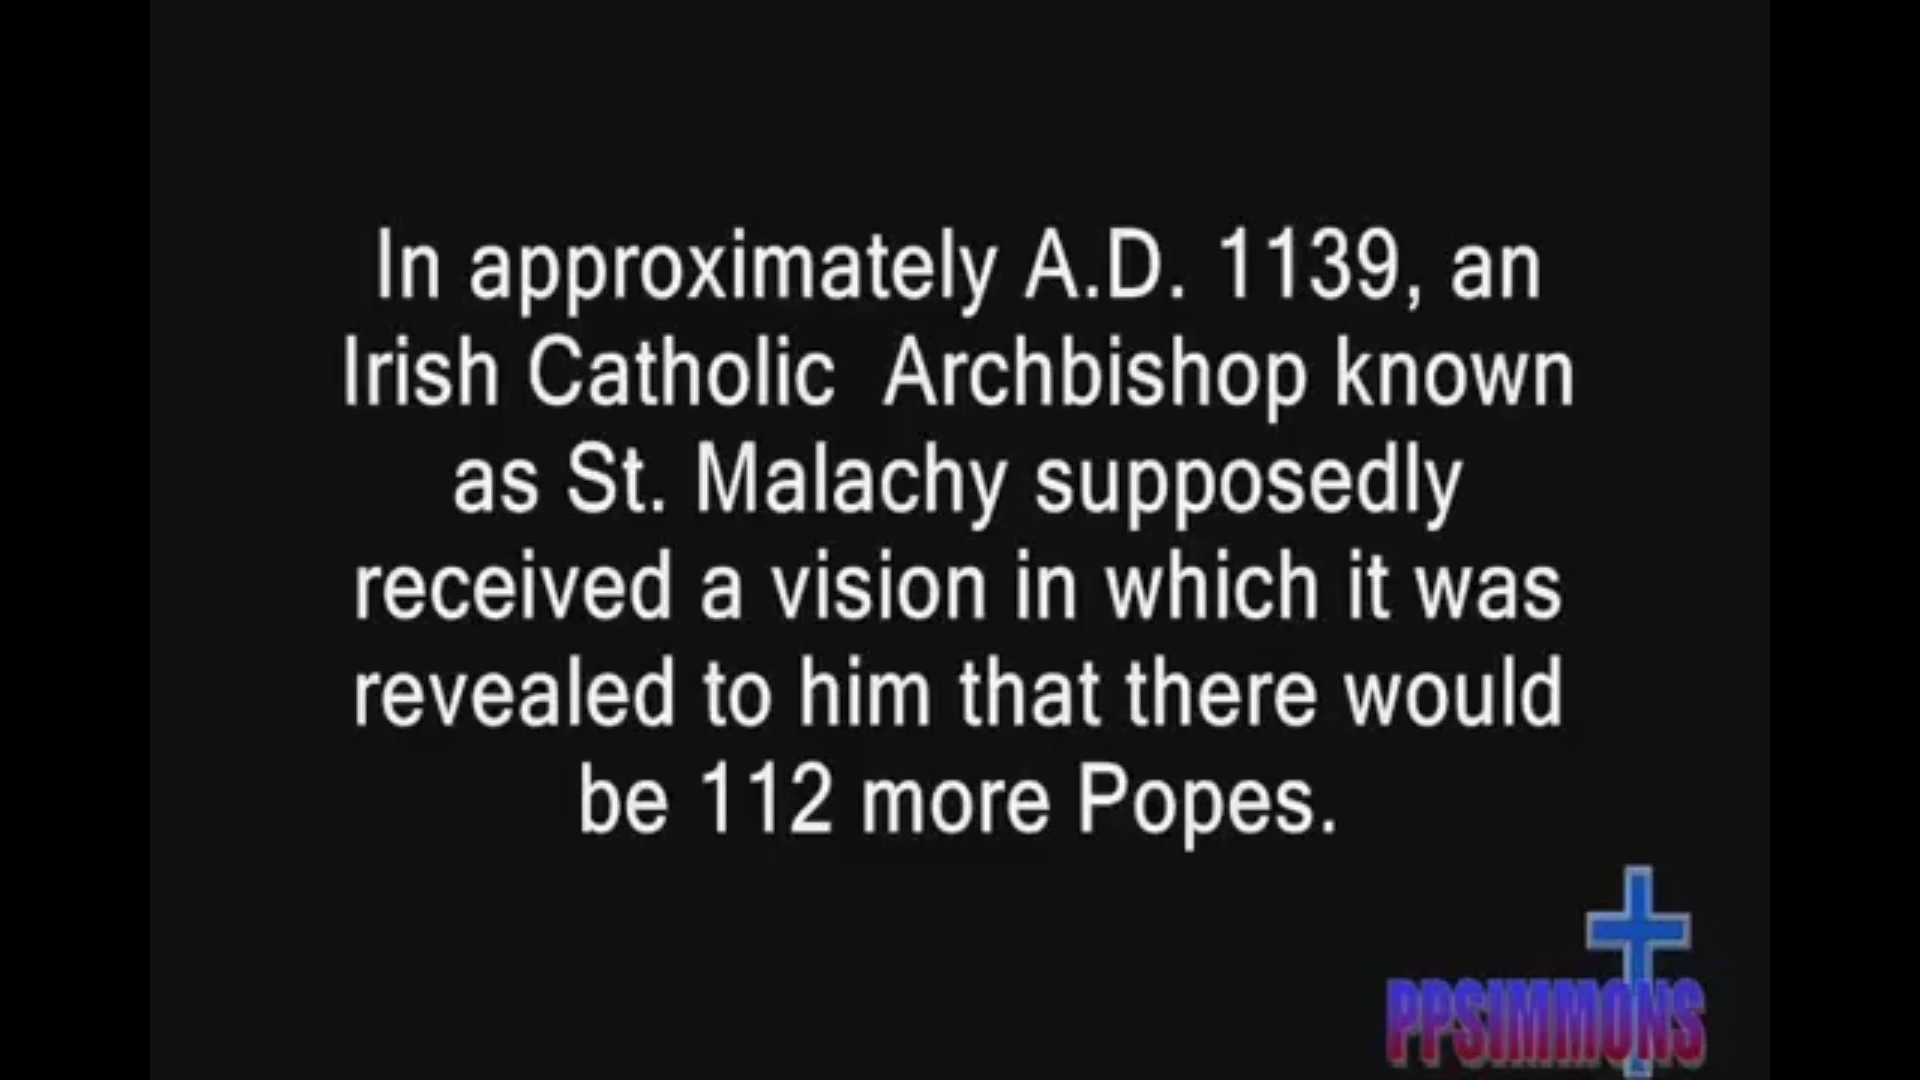 In approximately A.D. 1139, an
Irish Catholic  Archbishop known
as St. Malachy supposedly
received a vision in which it was
revealed to him that there would
be 112 more Popes.
PPSIMMONS